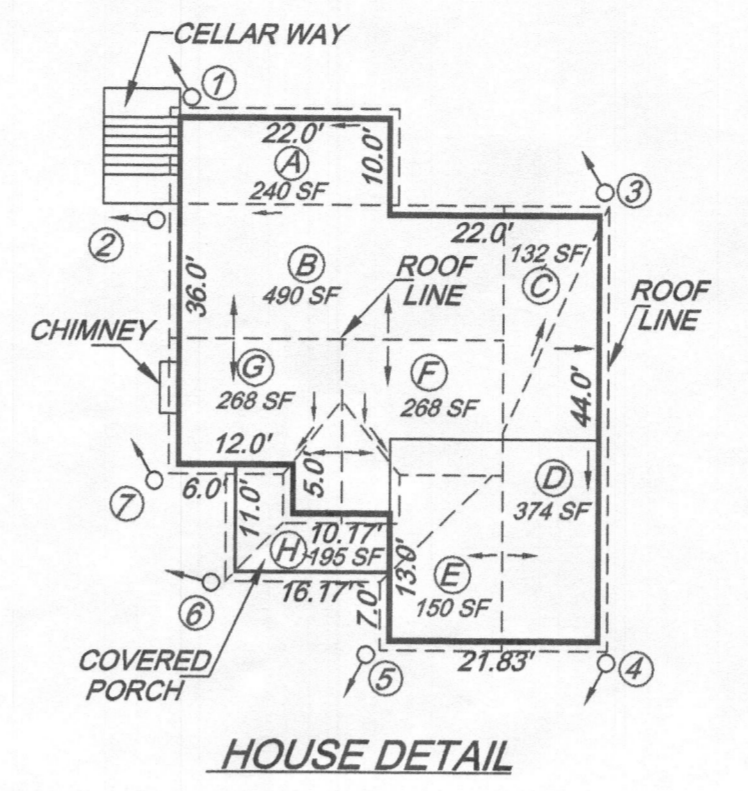 CELLAR WAY
1
22.0'
10.0'
A
240 SF
3
2
22.0'
132 SF
C
36.0'
B
490 SF
ROOF
LINE
ROOF
LINE
CHIMNEY
G
268 SF
F
268 SF
44.0'
12.0'
5.0'
D
374 SF
7
6.0'
11.0'
10.17'
H
195 SF
13.0'
E
150 SF
6
16.17'
7.0'
COVERED
PORCH
5
21.83'
4
HOUSE DETAIL